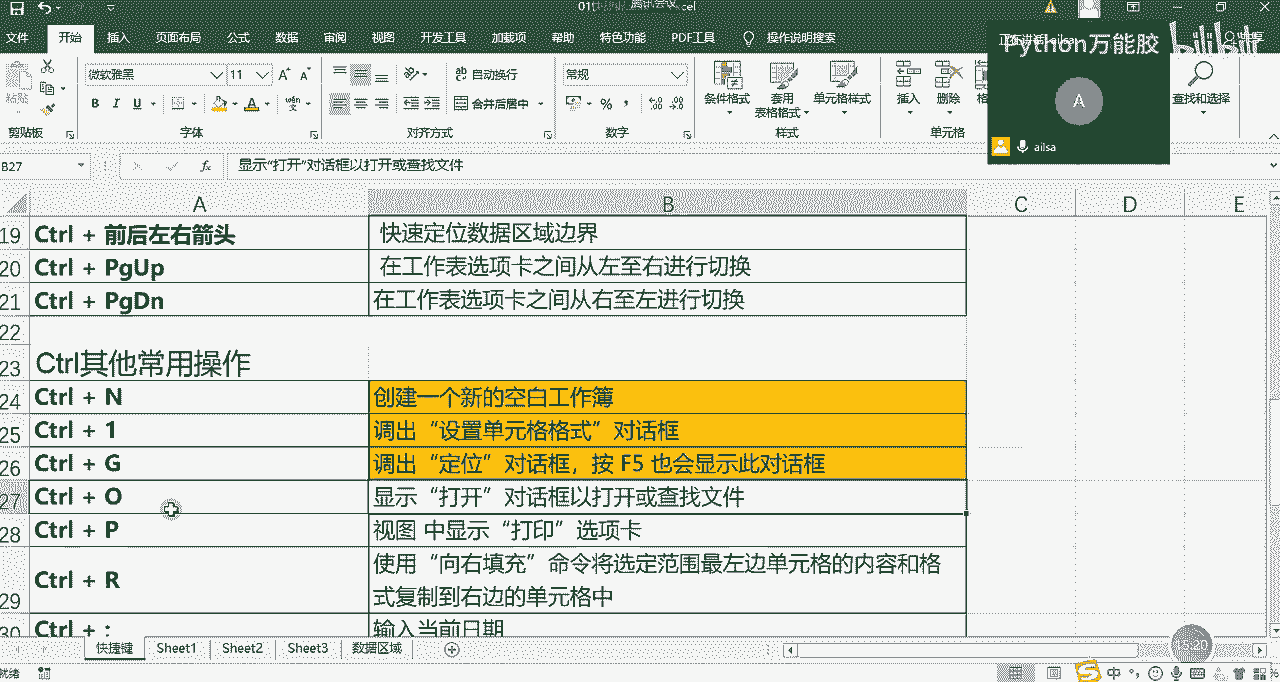 文件 开始 插入 页面布局 公式 数据 审阅 视图 开发工具 加载项 帮助 特色功能 PDF工具 操作说明搜索
Python万能胶 bilibili
粘贴 微软雅黑 11 自动换行 常规 条件格式 套用 单元格样式 插入 删除 查找和选择
B I U 合并后居中 % 表格格式
剪贴板 字体 对齐方式 数字 样式 单元格
A
ailsa
B27 fx 显示“打开”对话框以打开或查找文件
A B C D E
19 Ctrl + 前后左右箭头 快速定位数据区域边界
20 Ctrl + PgUp 在工作表选项卡之间从左至右进行切换
21 Ctrl + PgDn 在工作表选项卡之间从右至左进行切换
22
23 Ctrl其他常用操作
24 Ctrl + N 创建一个新的空白工作簿
25 Ctrl + 1 调出“设置单元格格式”对话框
26 Ctrl + G 调出“定位”对话框，按 F5 也会显示此对话框
27 Ctrl + O 显示“打开”对话框以打开或查找文件
28 Ctrl + P 视图 中显示“打印”选项卡
使用“向右填充”命令将选定范围最左边单元格的内容和格
29 Ctrl + R 式复制到右边的单元格中
30 Ctrl + ; 输入当前日期
快捷键 Sheet1 Sheet2 Sheet3 数据区域
就绪 中